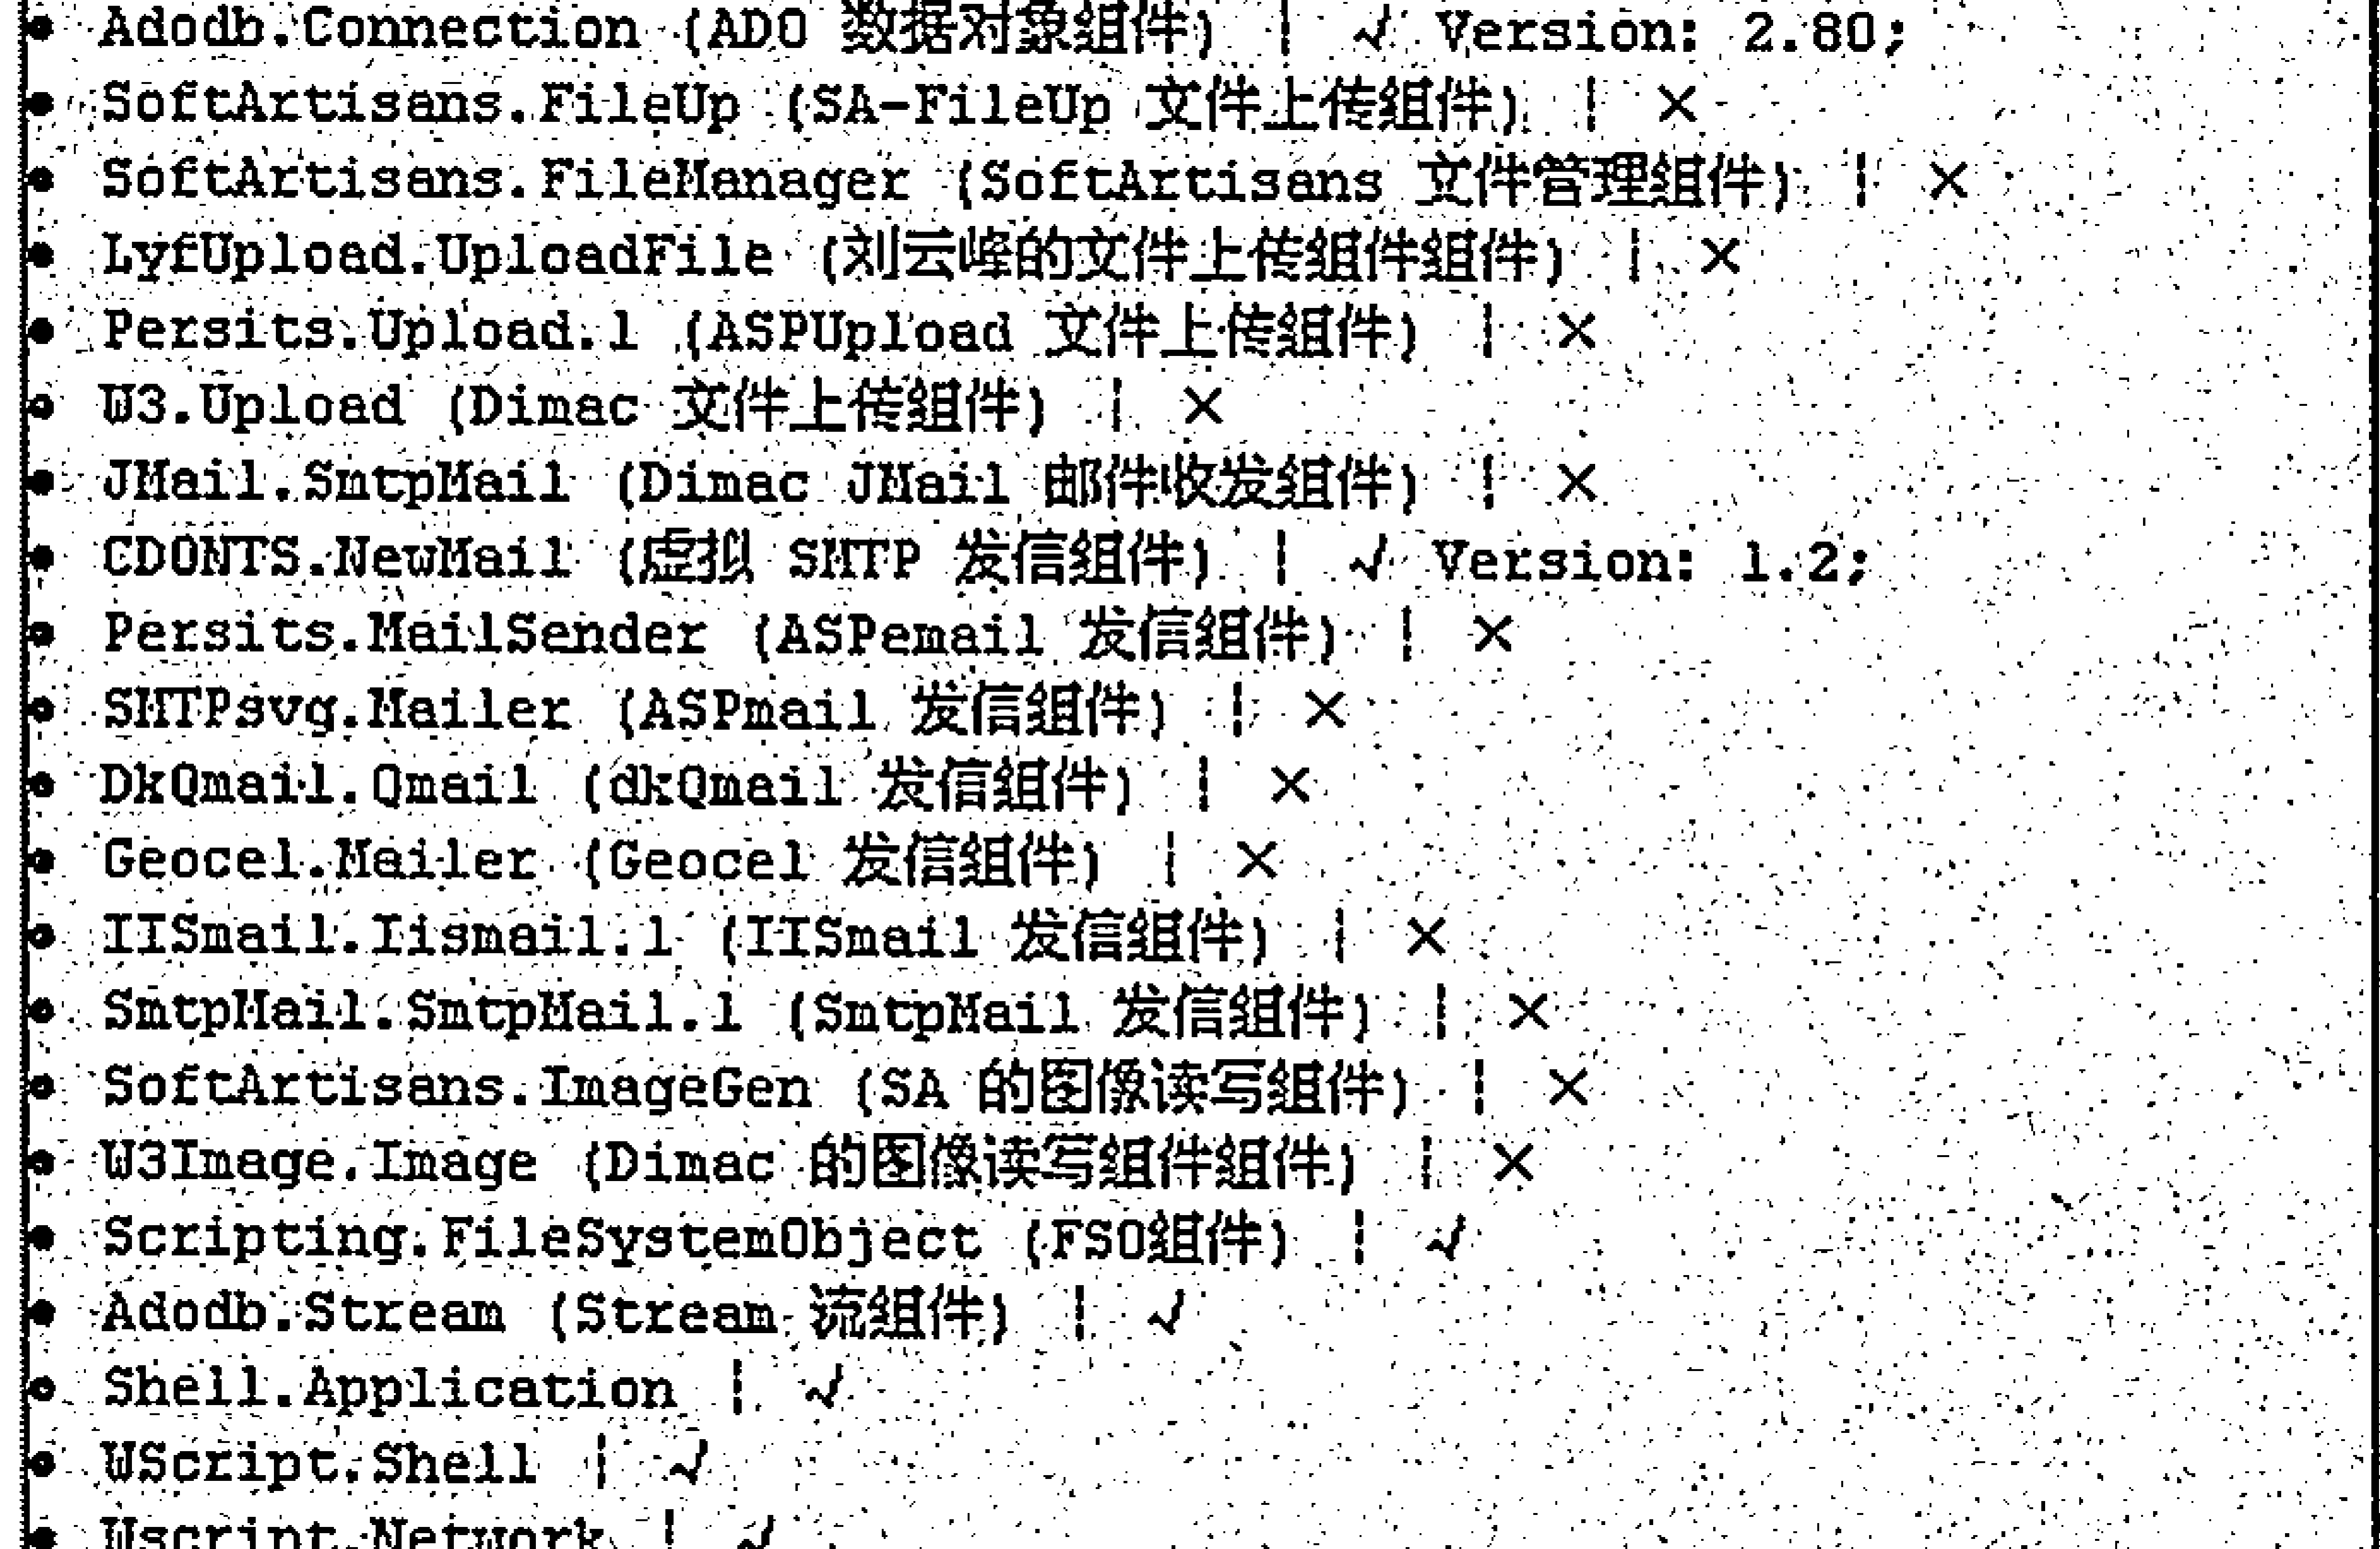 • Adodb.Connection (ADO 数据对象组件) | √ Version: 2.80;
• SoftArtisans.FileUp (SA-FileUp 文件上传组件) | ×
• SoftArtisans.FileManager (SoftArtisans 文件管理组件) | ×
• LyfUpload.UploadFile (刘云峰的文件上传组件组件) | ×
• Persits.Upload.1 (ASPUpload 文件上传组件) | ×
• W3.Upload (Dimac 文件上传组件) | ×
• JMail.SmtpMail (Dimac JMail 邮件收发组件) | ×
• CDONTS.NewMail (虚拟 SMTP 发信组件) | √ Version: 1.2;
• Persits.MailSender (ASPemail 发信组件) | ×
• SMTPsvg.Mailer (ASPmail 发信组件) | ×
• DkQmail.Qmail (dkQmail 发信组件) | ×
• Geocel.Mailer (Geocel 发信组件) | ×
• IISmail.Iismail.1 (IISmail 发信组件) | ×
• SmtpMail.SmtpMail.1 (SmtpMail 发信组件) | ×
• SoftArtisans.ImageGen (SA 的图像读写组件) | ×
• W3Image.Image (Dimac 的图像读写组件组件) | ×
• Scripting.FileSystemObject (FSO组件) | √
• Adodb.Stream (Stream 流组件) | √
• Shell.Application | √
• WScript.Shell | √
• Wscript.Network | √